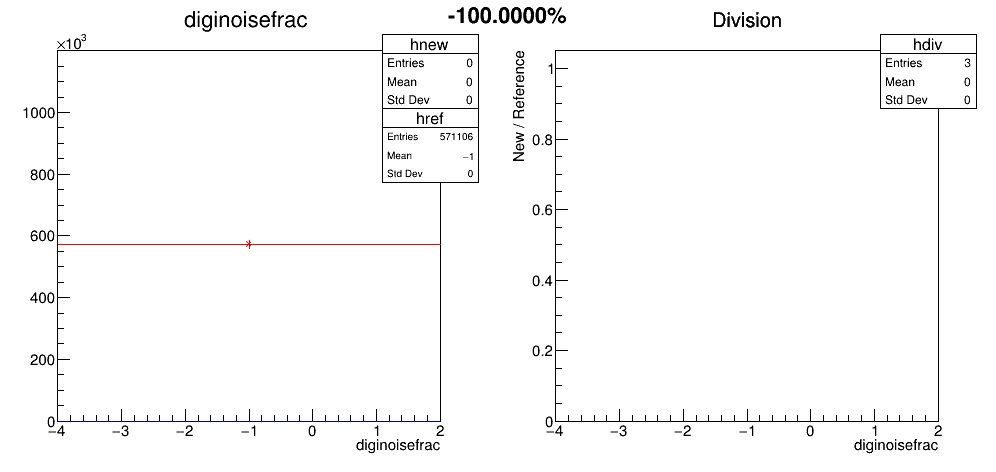 -100.0000%
diginoisefrac
×10³
hnew
Entries 0
Mean 0
Std Dev 0
href
Entries 571106
Mean −1
Std Dev 0
1000
800
600
400
200
0
−4 −3 −2 −1 0 1 2
diginoisefrac
Division
hdiv
Entries 3
Mean 0
Std Dev 0
New / Reference
1
0.8
0.6
0.4
0.2
0
−4 −3 −2 −1 0 1 2
diginoisefrac